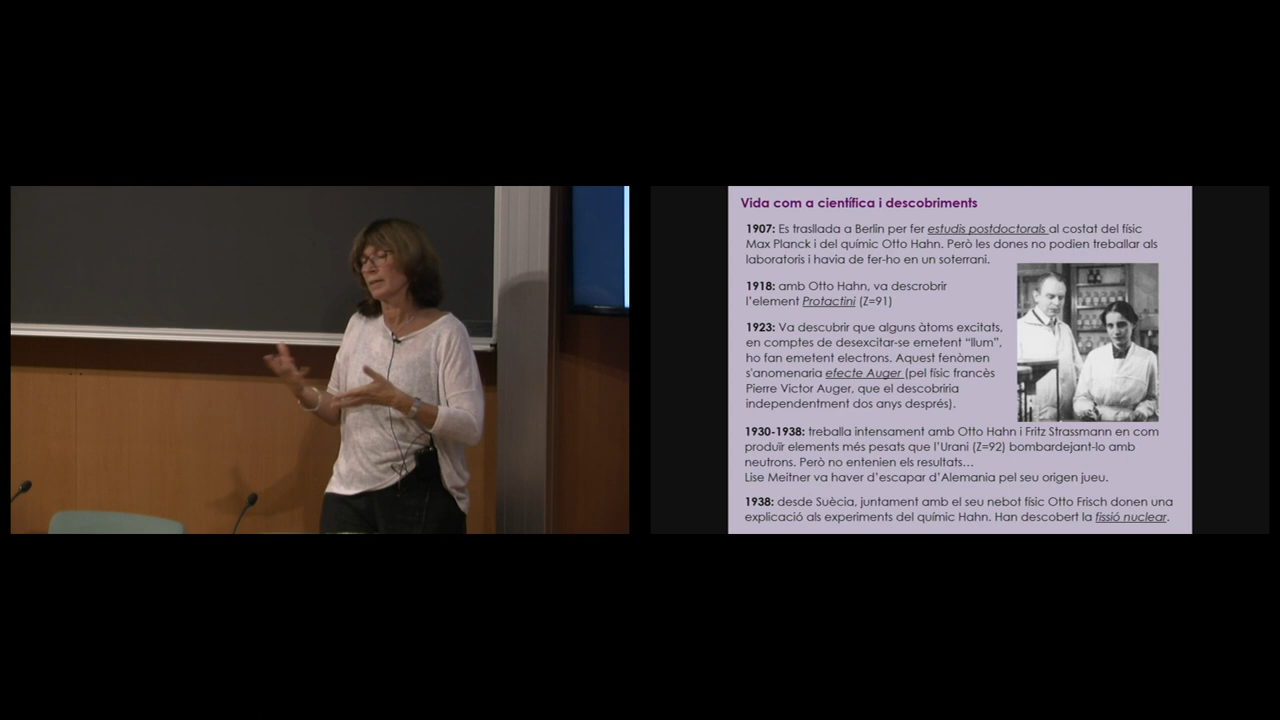 Vida com a científica i descobriments
1907: Es trasllada a Berlin per fer estudis postdoctorals al costat del físic
Max Planck i del químic Otto Hahn. Però les dones no podien treballar als
laboratoris i havia de fer-ho en un soterrani.
1918: amb Otto Hahn, va descrobrir
l'element Protactini (Z=91)
1923: Va descubrir que alguns àtoms excitats,
en comptes de desexcitar-se emetent "llum",
ho fan emetent electrons. Aquest fenòmen
s'anomenaria efecte Auger (pel físic francès
Pierre Victor Auger, que el descobriria
independentment dos anys després).
1930-1938: treballa intensament amb Otto Hahn i Fritz Strassmann en com
produïr elements més pesats que l'Urani (Z=92) bombardejant-lo amb
neutrons. Però no entenien els resultats...
Lise Meitner va haver d'escapar d'Alemania pel seu origen jueu.
1938: desde Suècia, juntament amb el seu nebot físic Otto Frisch donen una
explicació als experiments del químic Hahn. Han descobert la fissió nuclear.